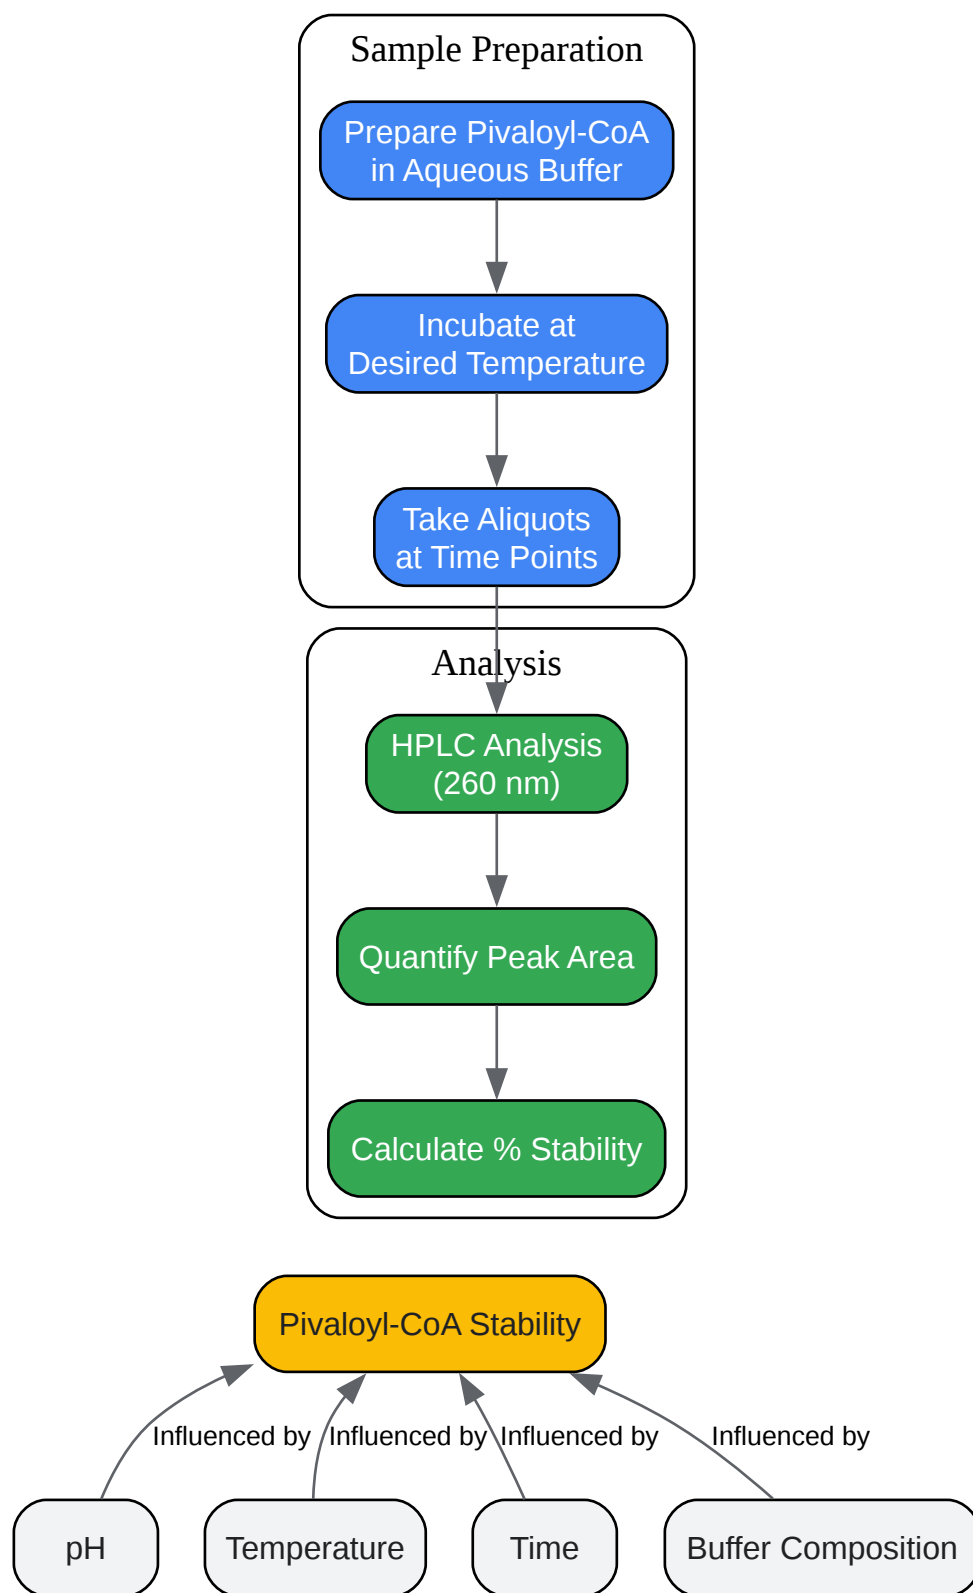 Sample Preparation
Prepare Pivaloyl-CoA
in Aqueous Buffer
Incubate at
Desired Temperature
Take Aliquots
at Time Points
Analysis
HPLC Analysis
(260 nm)
Quantify Peak Area
Calculate % Stability
Pivaloyl-CoA Stability
Influenced by Influenced by Influenced by Influenced by
pH Temperature Time Buffer Composition